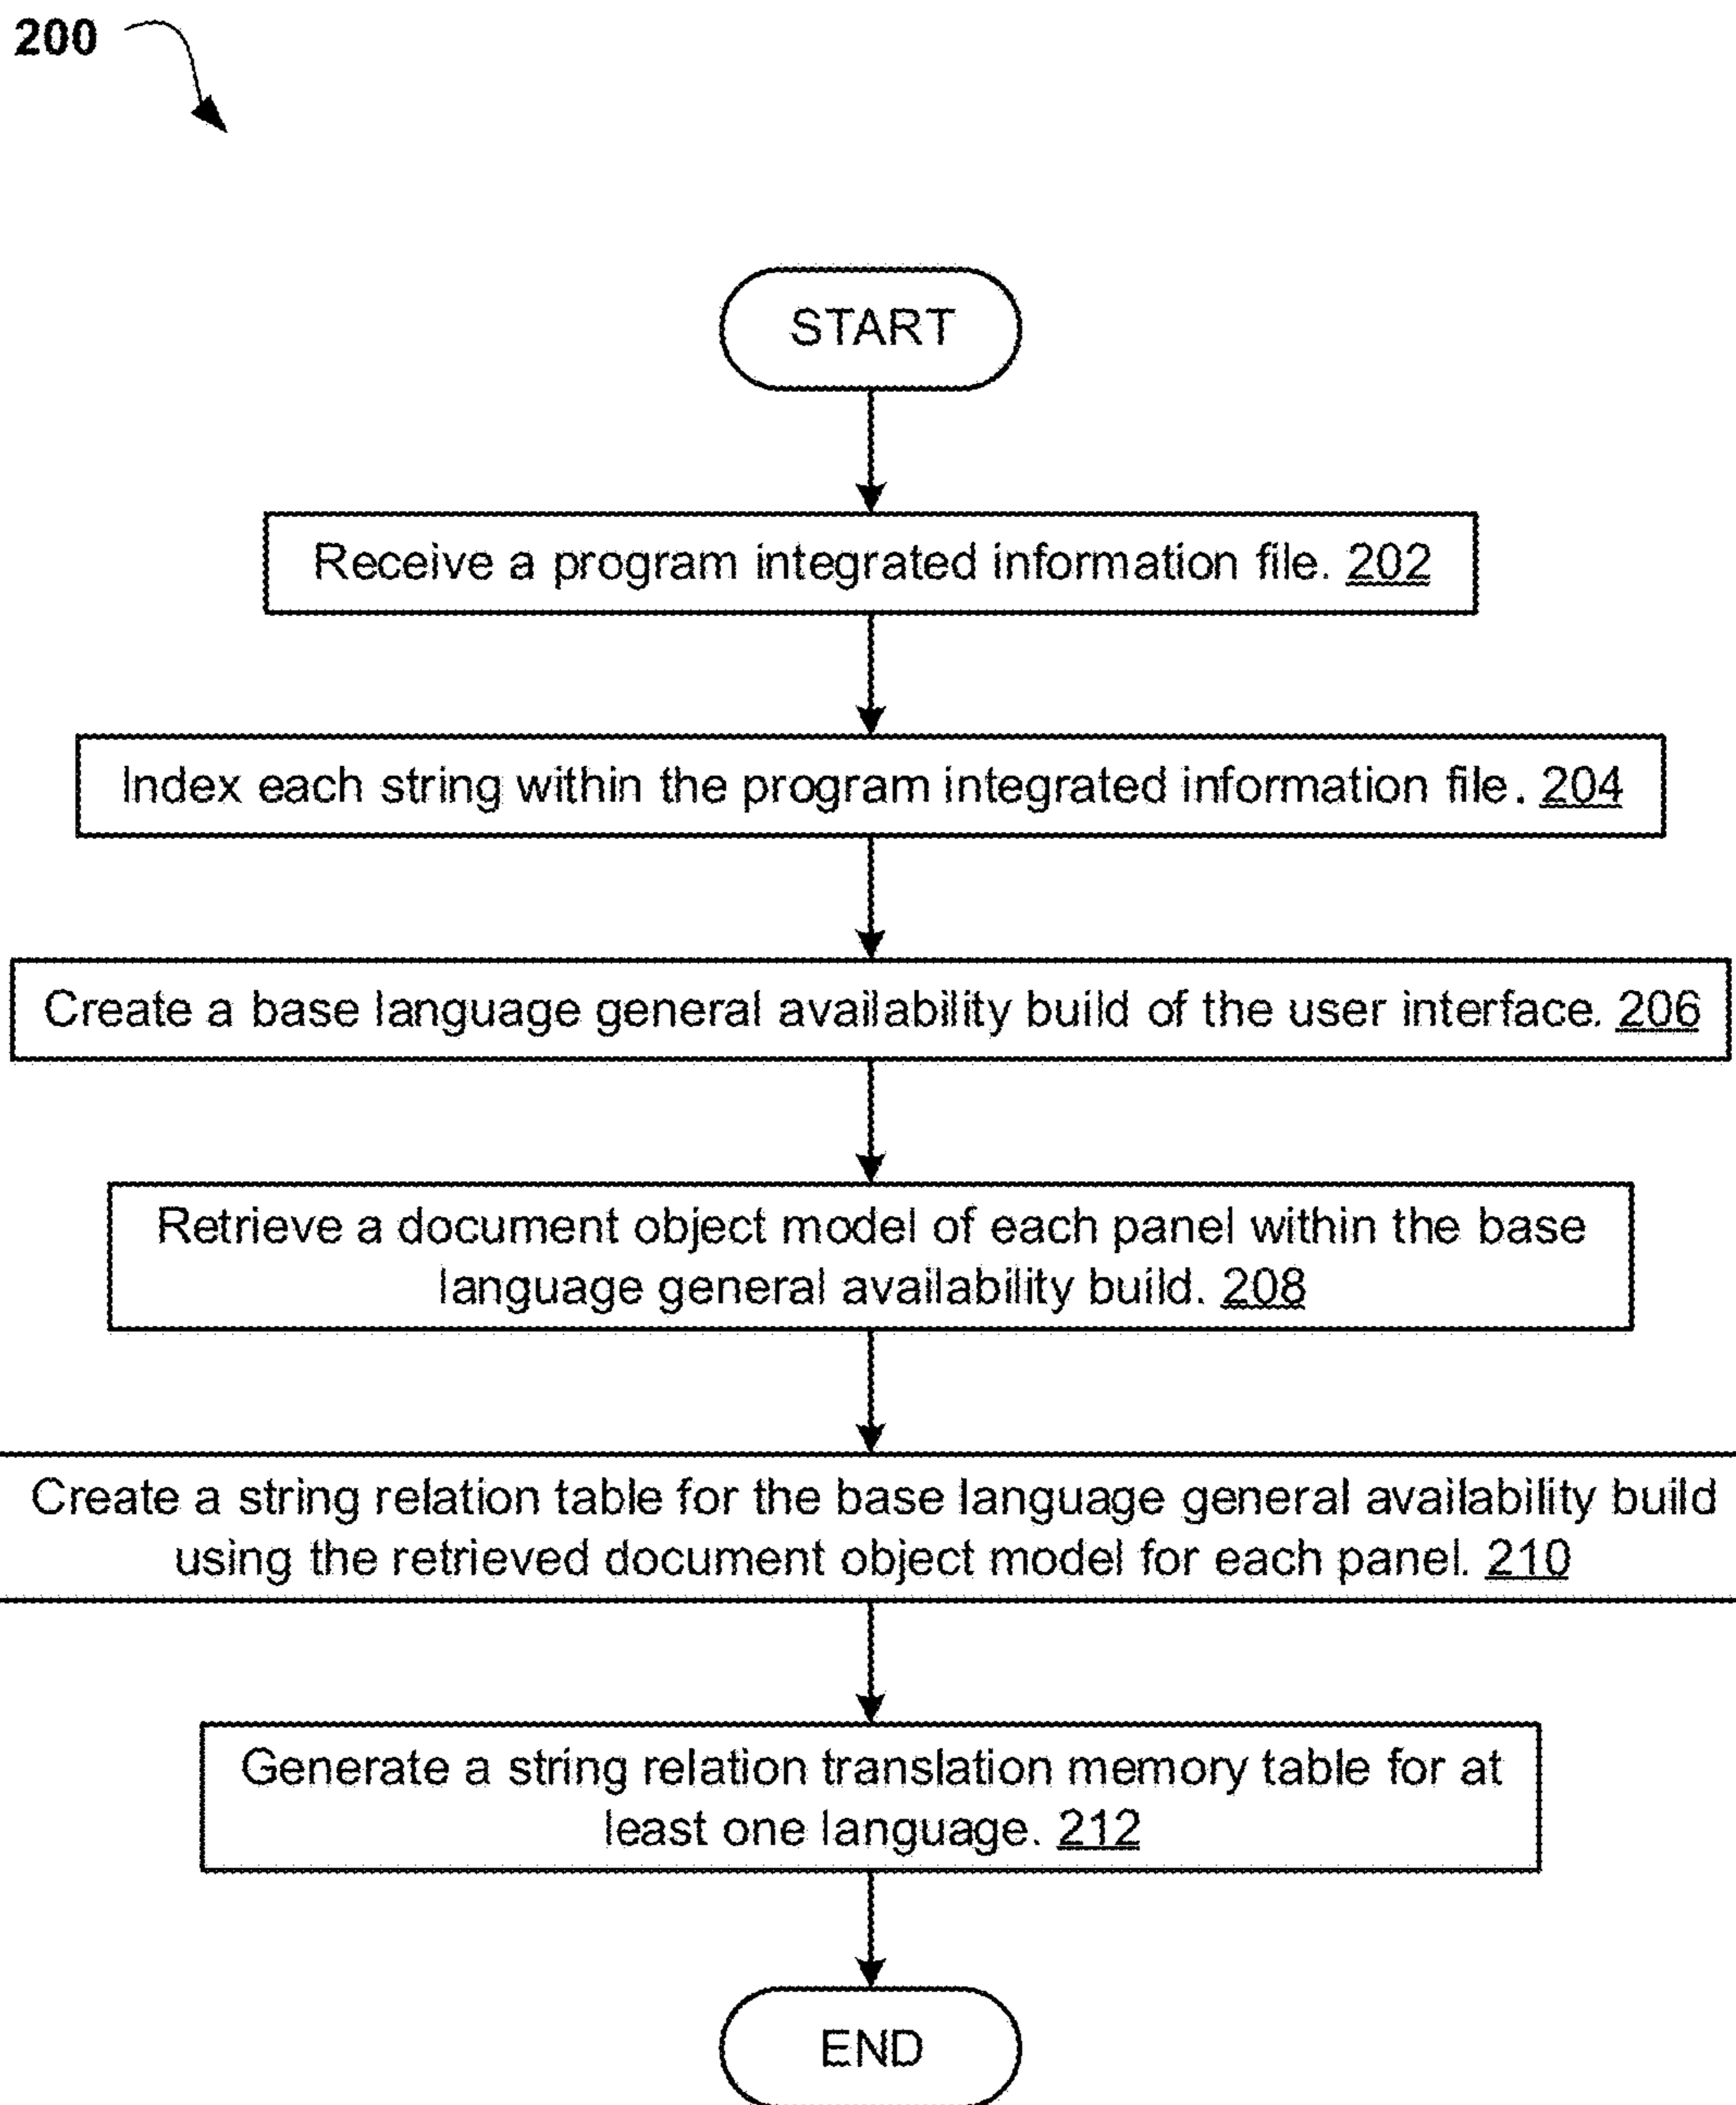 200
START
Receive a program integrated information file. 202
Index each string within the program integrated information file. 204
Create a base language general availability build of the user interface. 206
Retrieve a document object model of each panel within the base
language general availability build. 208
Create a string relation table for the base language general availability build
using the retrieved document object model for each panel. 210
Generate a string relation translation memory table for at
least one language. 212
END